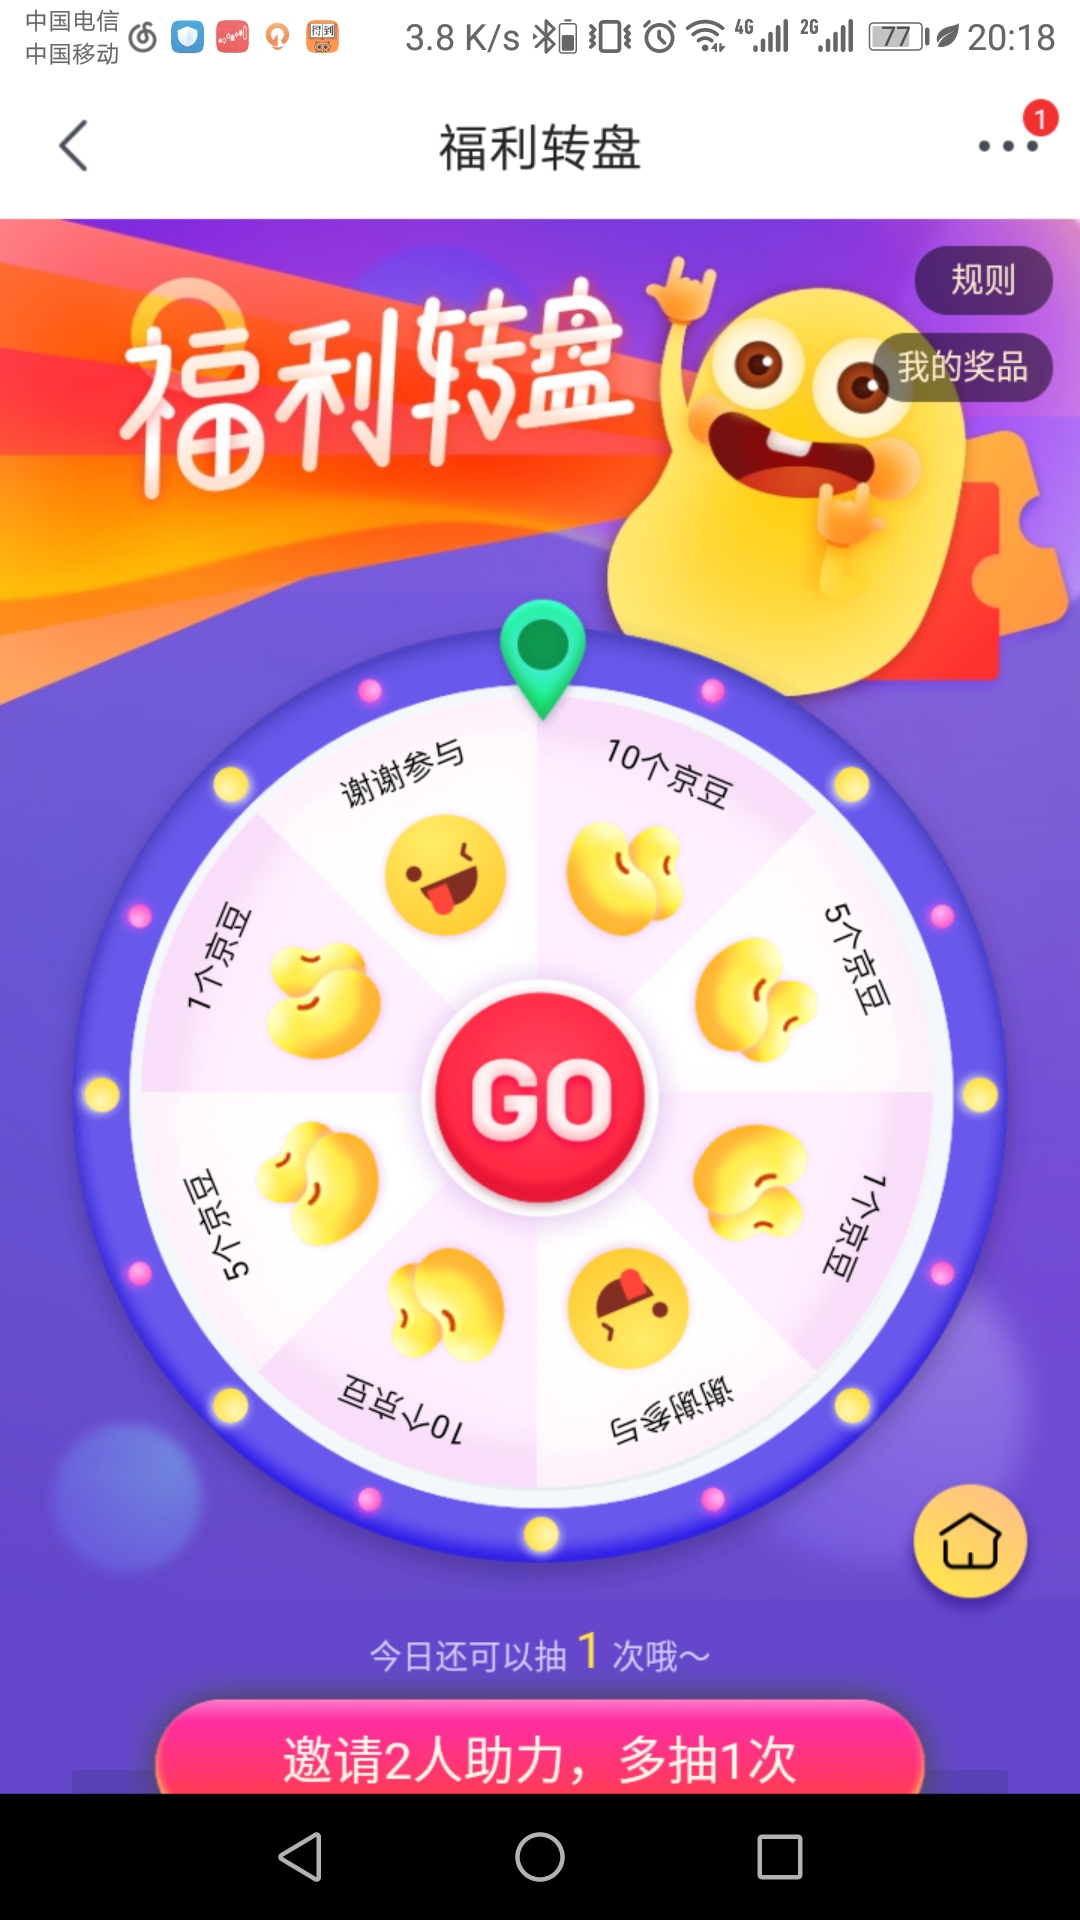 中国电信
中国移动
得到
3.8 K/s
4G
2G
77
20:18
福利转盘
1
规则
我的奖品
福利转盘
谢谢参与
10个京豆
1个京豆
5个京豆
GO
5个京豆
1个京豆
10个京豆
谢谢参与
今日还可以抽 1 次哦～
邀请2人助力，多抽1次